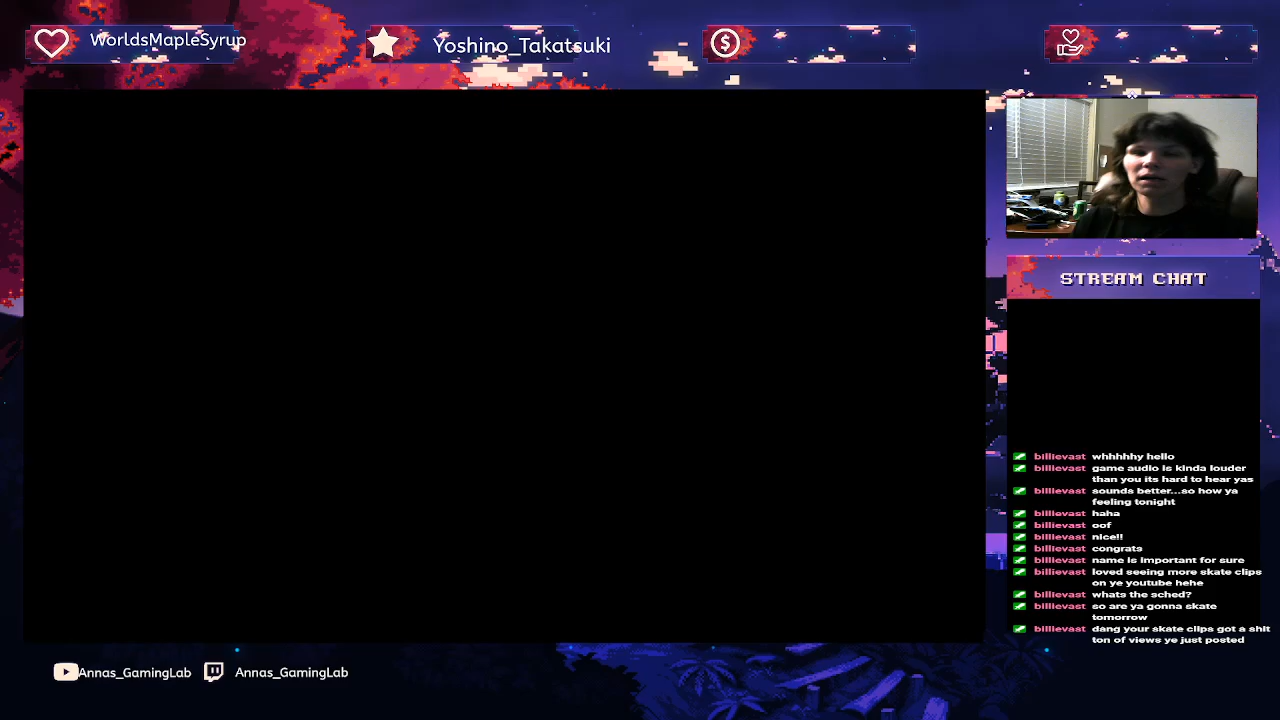 WorldsMapleSyrup
Yoshino_Takatsuki
STREAM CHAT
billievast whhhhhy hello
billievast game audio is kinda louder
than you its hard to hear yas
billievast sounds better...so how ya
feeling tonight
billievast haha
billievast oof
billievast nice!!
billievast congrats
billievast name is important for sure
billievast loved seeing more skate clips
on ye youtube hehe
billievast whats the sched?
billievast so are ya gonna skate
tomorrow
billievast dang your skate clips got a shit
ton of views ye just posted
Annas_GamingLab
Annas_GamingLab